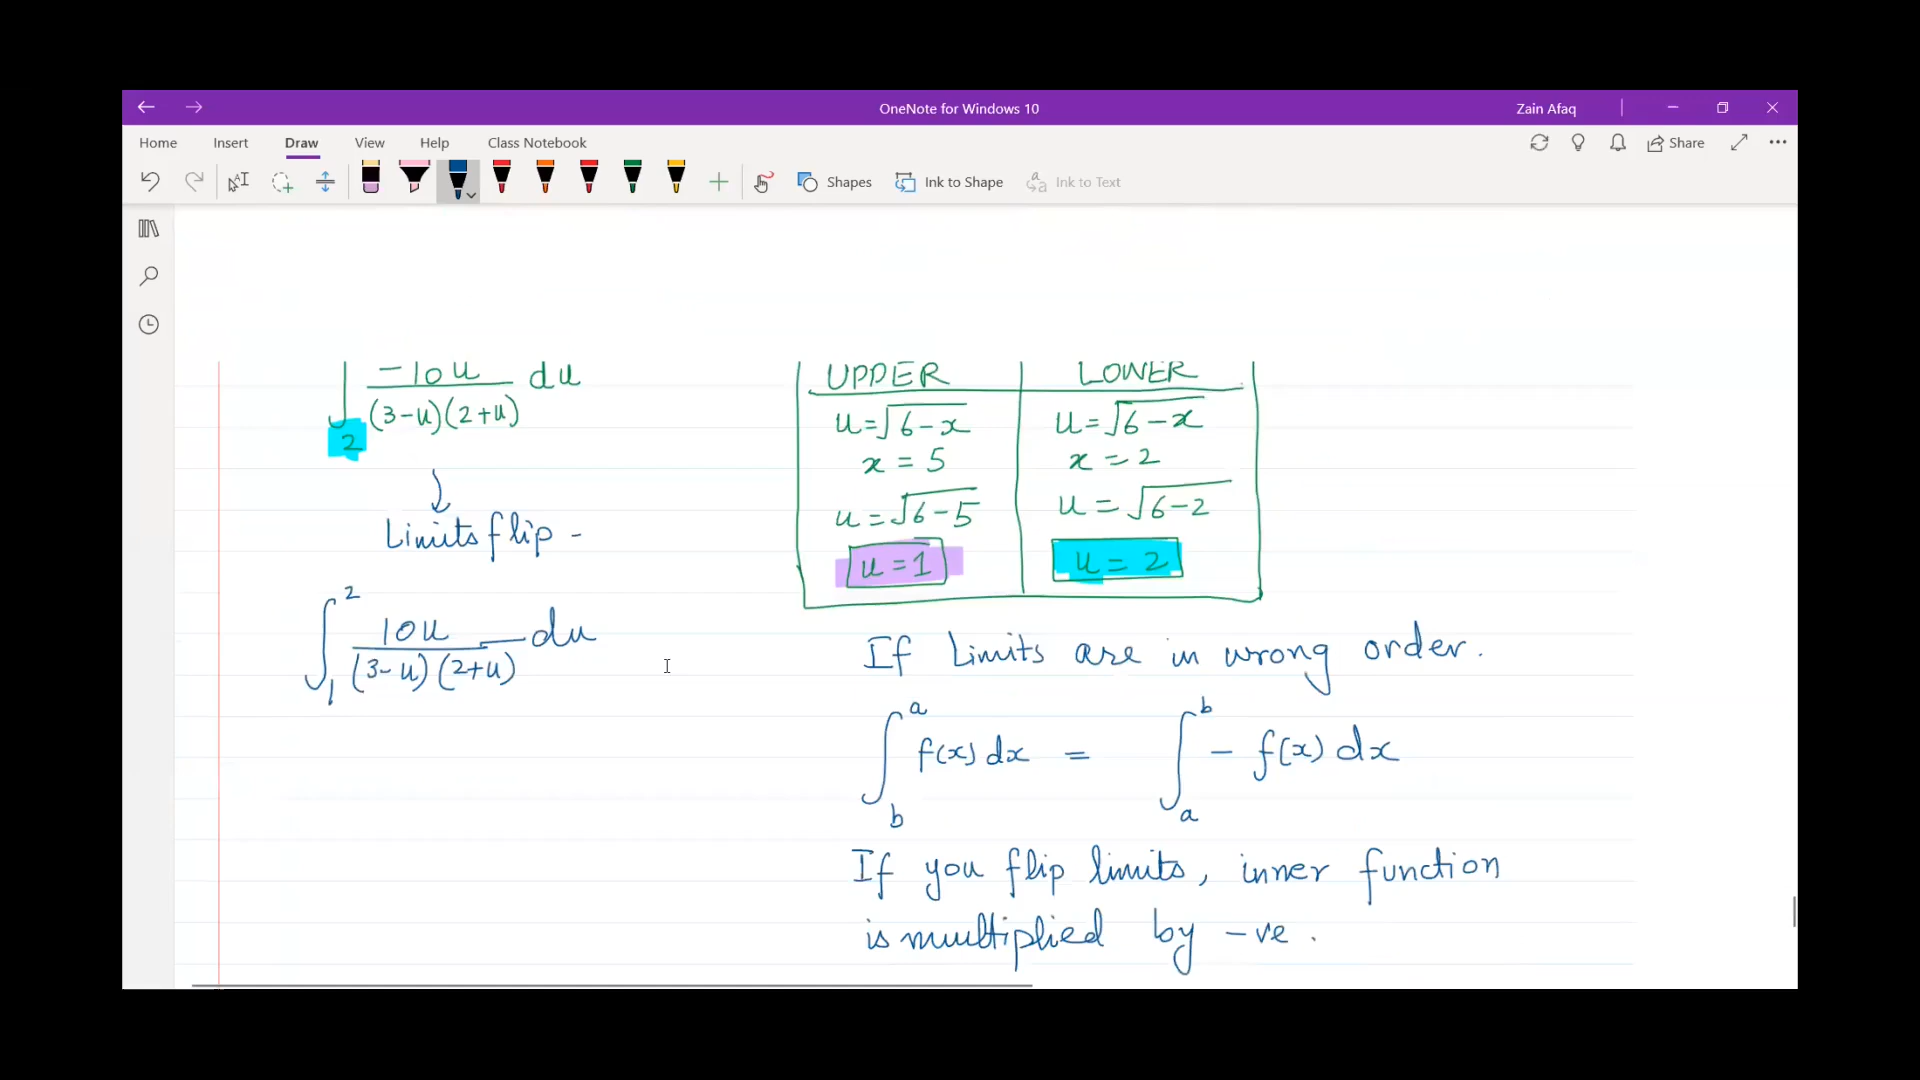 OneNote for Windows 10
Zain Afaq
Home Insert Draw View Help Class Notebook
Share
Shapes Ink to Shape Ink to Text
∫ -10u / (3-u)(2+u) du
2
Limits flip -
∫₁² 10u / (3-u)(2+u) du
UPPER
u = √6-x
x = 5
u = √6-5
u = 1
LOWER
u = √6-x
x = 2
u = √6-2
u = 2
If Limits are in wrong order.
∫_b^a f(x) dx = ∫_a^b - f(x) dx
If you flip limits, inner function
is multiplied by -ve.